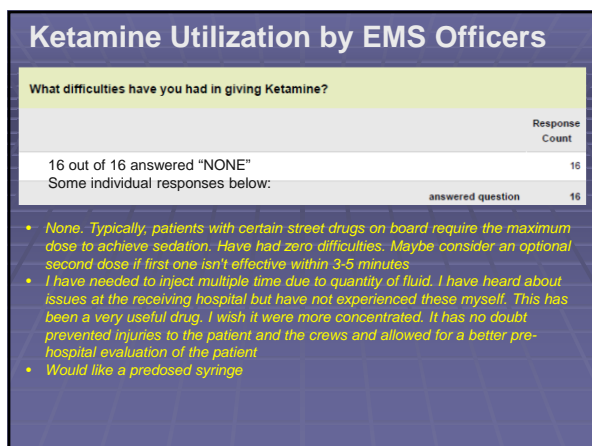 Ketamine Utilization by EMS Officers
What difficulties have you had in giving Ketamine?
Response
Count
16 out of 16 answered “NONE” 16
Some individual responses below:
answered question 16
• None. Typically, patients with certain street drugs on board require the maximum
dose to achieve sedation. Have had zero difficulties. Maybe consider an optional
second dose if first one isn't effective within 3-5 minutes
• I have needed to inject multiple time due to quantity of fluid. I have heard about
issues at the receiving hospital but have not experienced these myself. This has
been a very useful drug. I wish it were more concentrated. It has no doubt
prevented injuries to the patient and the crews and allowed for a better pre-
hospital evaluation of the patient
• Would like a predosed syringe